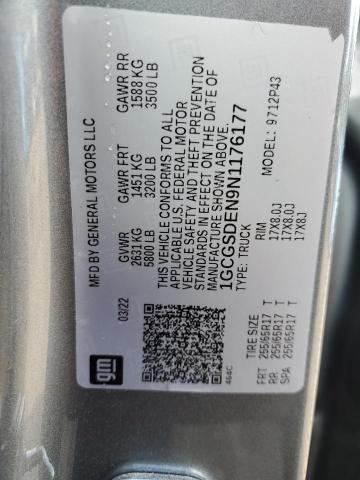 MFD BY GENERAL MOTORS LLC
03/22
GVWR GAWR FRT GAWR RR
2631 KG 1451 KG 1588 KG
5800 LB 3200 LB 3500 LB
THIS VEHICLE CONFORMS TO ALL
APPLICABLE U.S. FEDERAL MOTOR
VEHICLE SAFETY AND THEFT PREVENTION
STANDARDS IN EFFECT ON THE DATE OF
MANUFACTURE SHOWN ABOVE.
1GCGSDEN9N1176177
TYPE: TRUCK MODEL: 9712P43
gm
464C
TIRE SIZE RIM
FRT 255/65R17 T 17X8.0J
RR 255/65R17 T 17X8.0J
SPA 255/65R17 T 17X8J